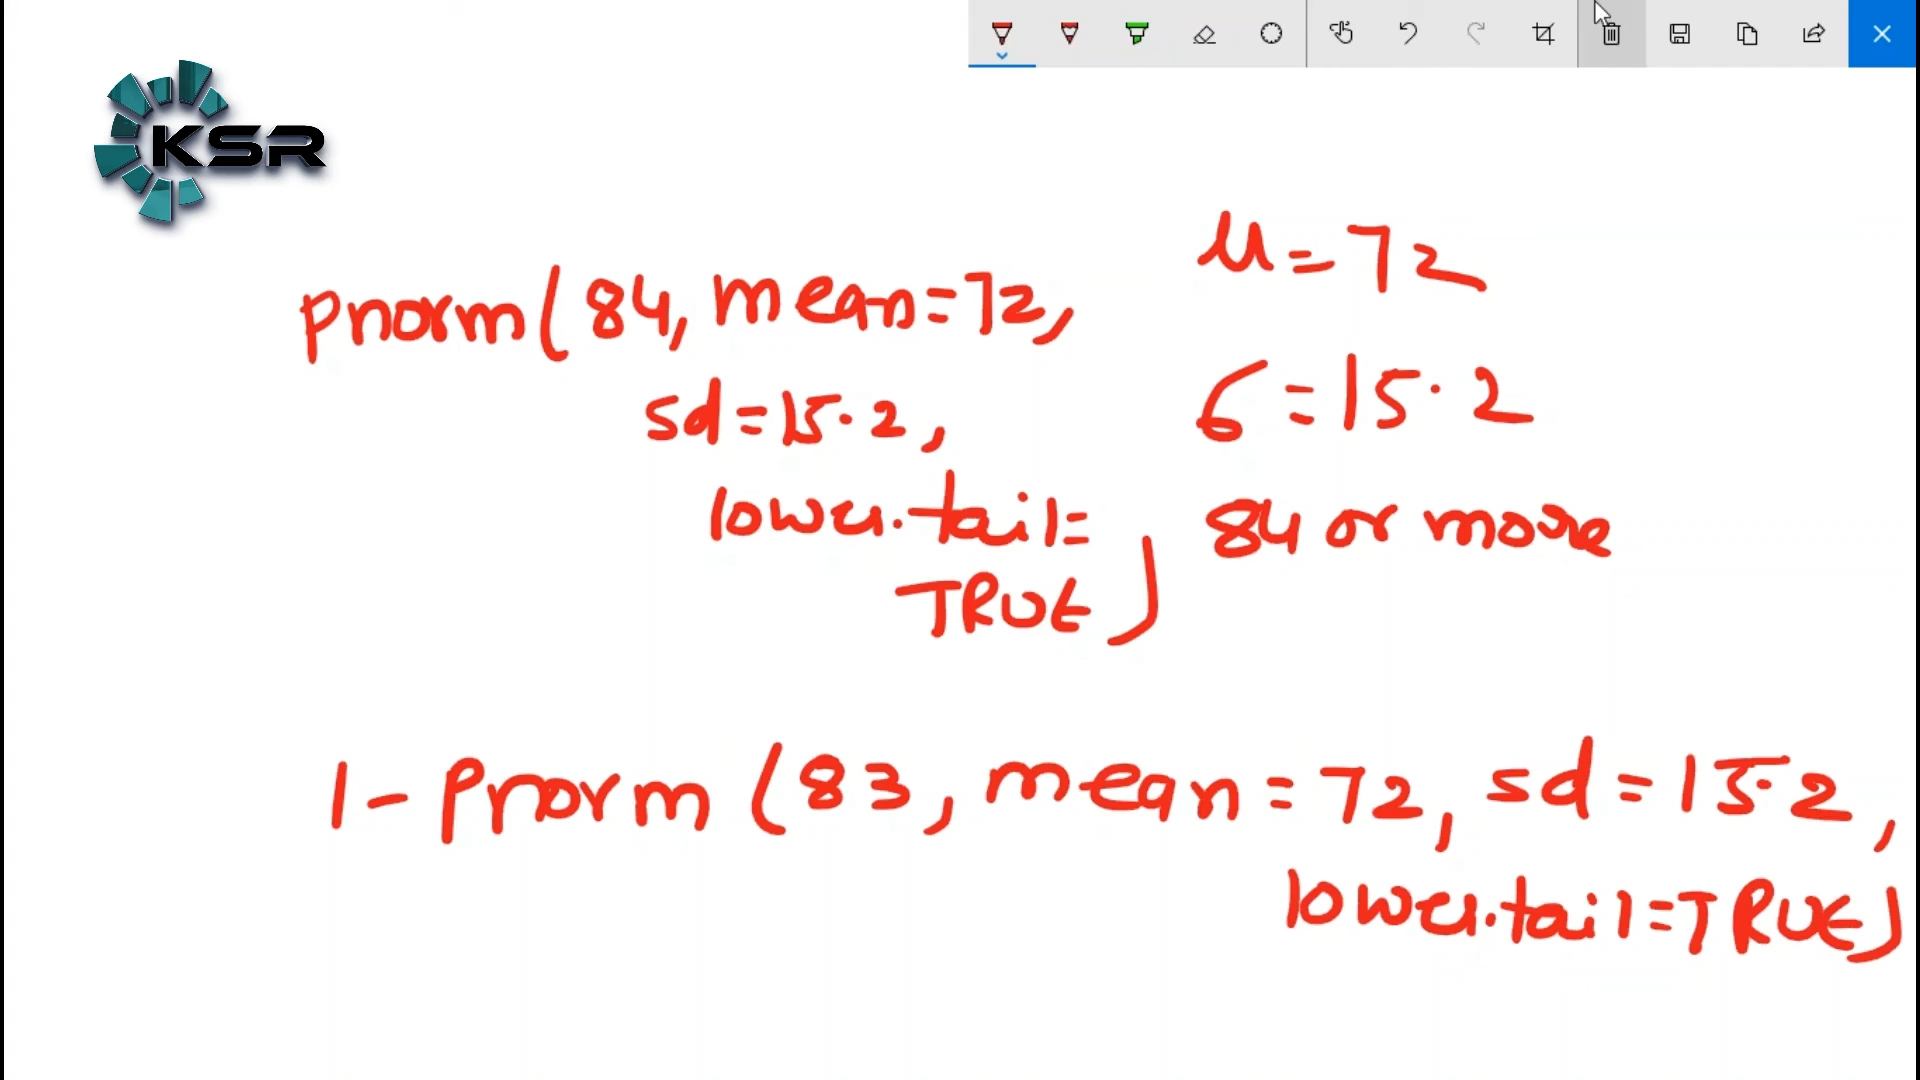 KSR
μ=72
pnorm(84, mean=72,
sd=15.2,
σ=15.2
lower.tail=
84 or more
TRUE)
1-pnorm(83, mean=72, sd=15.2,
lower.tail=TRUE)